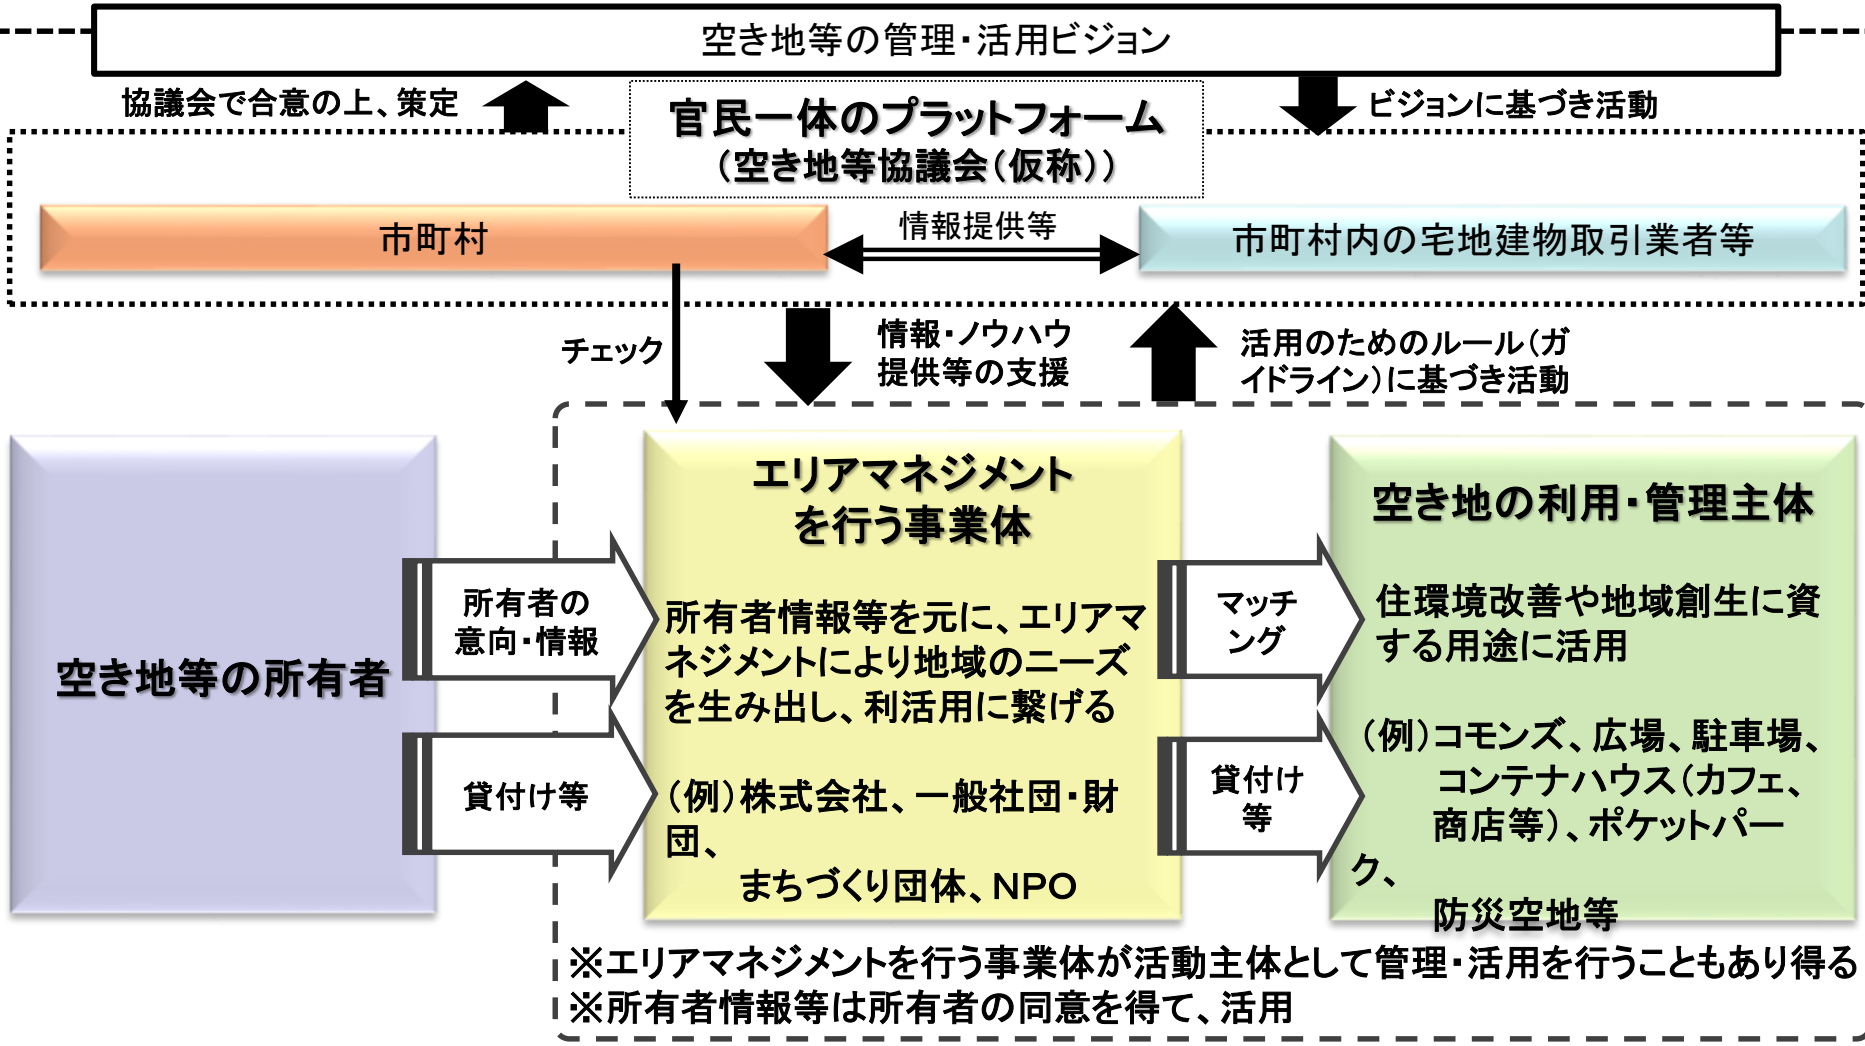 空き地等の管理・活用ビジョン
協議会で合意の上、策定
官民一体のプラットフォーム
（空き地等協議会（仮称））
ビジョンに基づき活動
市町村
情報提供等
市町村内の宅地建物取引業者等
チェック
情報・ノウハウ
提供等の支援
活用のためのルール（ガ
イドライン）に基づき活動
空き地等の所有者
所有者の
意向・情報
貸付け等
エリアマネジメント
を行う事業体
所有者情報等を元に、エリアマ
ネジメントにより地域のニーズ
を生み出し、利活用に繋げる
（例）株式会社、一般社団・財
団、
まちづくり団体、NPO
マッチ
ング
貸付け
等
空き地の利用・管理主体
住環境改善や地域創生に資
する用途に活用
（例）コモンズ、広場、駐車場、
コンテナハウス（カフェ、
商店等）、ポケットパー
ク、
防災空地等
※エリアマネジメントを行う事業体が活動主体として管理・活用を行うこともあり得る
※所有者情報等は所有者の同意を得て、活用